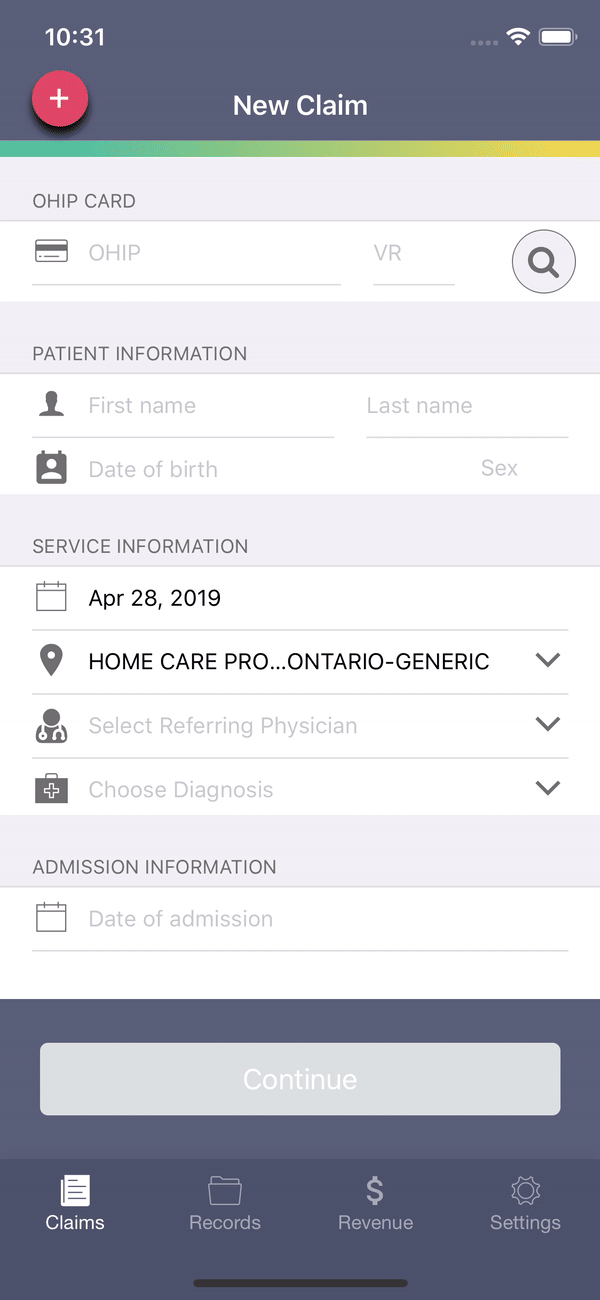 10:31
New Claim
OHIP CARD
OHIP VR
PATIENT INFORMATION
First name Last name
Date of birth Sex
SERVICE INFORMATION
Apr 28, 2019
HOME CARE PRO...ONTARIO-GENERIC
Select Referring Physician
Choose Diagnosis
ADMISSION INFORMATION
Date of admission
Continue
Claims Records Revenue Settings